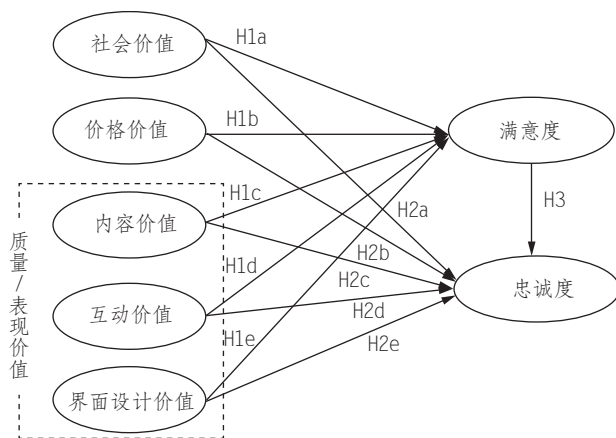 社会价值
H1a
价格价值
H1b
满意度
质量/表现价值
内容价值
H1c
H2a
H3
H1d
H2b
互动价值
H2c
忠诚度
H2d
H1e
H2e
界面设计价值